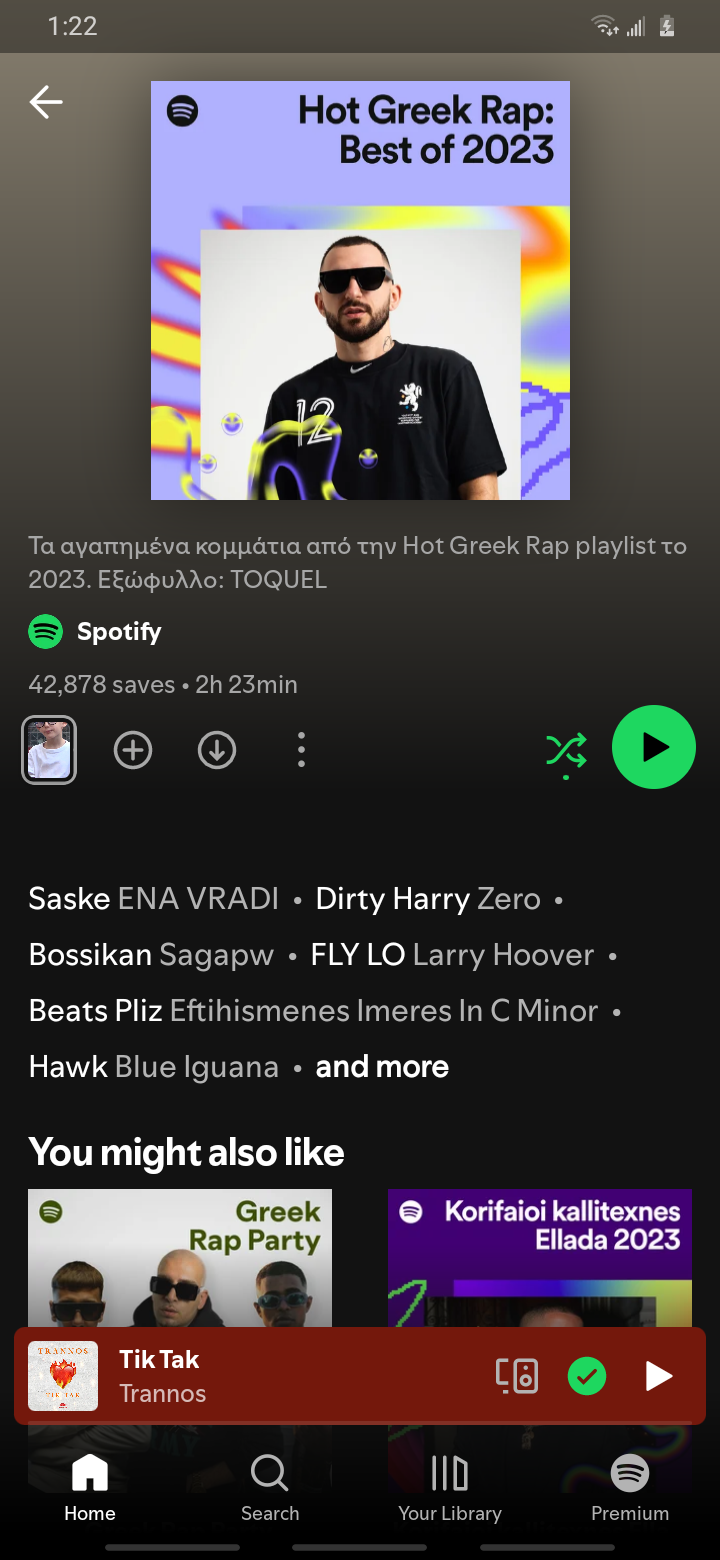 1:22
Hot Greek Rap:
Best of 2023
12
Τα αγαπημένα κομμάτια από την Hot Greek Rap playlist το
2023. Εξώφυλλο: TOQUEL
Spotify
42,878 saves • 2h 23min
Saske ENA VRADI • Dirty Harry Zero •
Bossikan Sagapw • FLY LO Larry Hoover •
Beats Pliz Eftihismenes Imeres In C Minor •
Hawk Blue Iguana • and more
You might also like
Greek
Rap Party
Korifaioi kallitexnes
Ellada 2023
TRANNOS
TIK TAK
Tik Tak
Trannos
Home
Search
Your Library
Premium